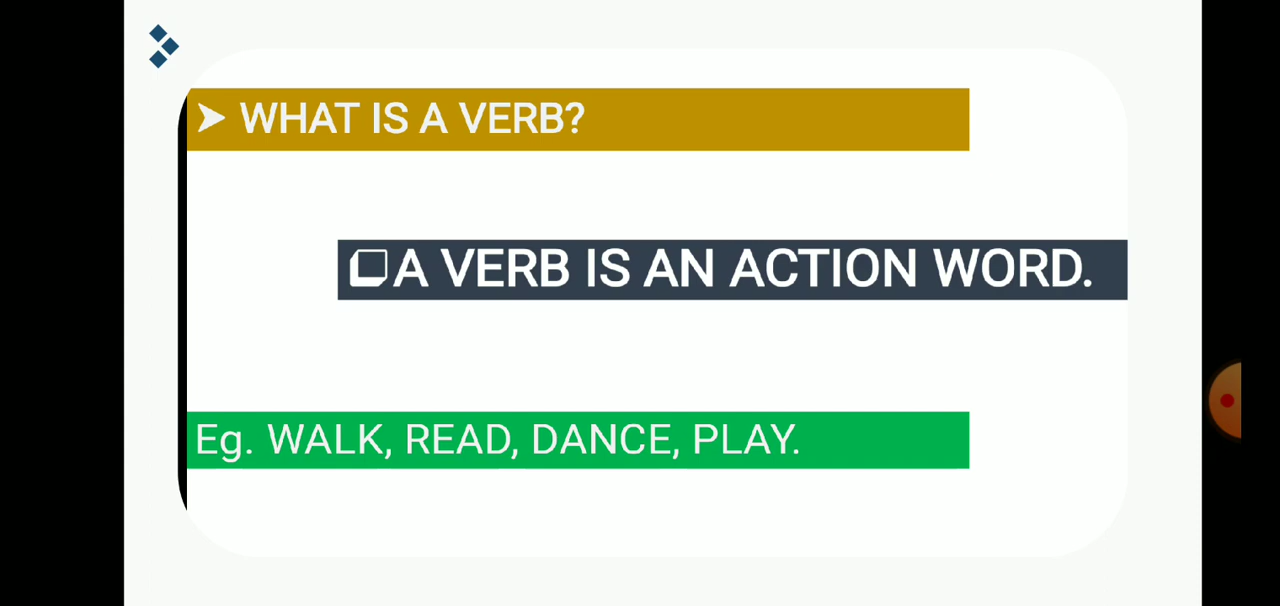 WHAT IS A VERB?
A VERB IS AN ACTION WORD.
Eg. WALK, READ, DANCE, PLAY.